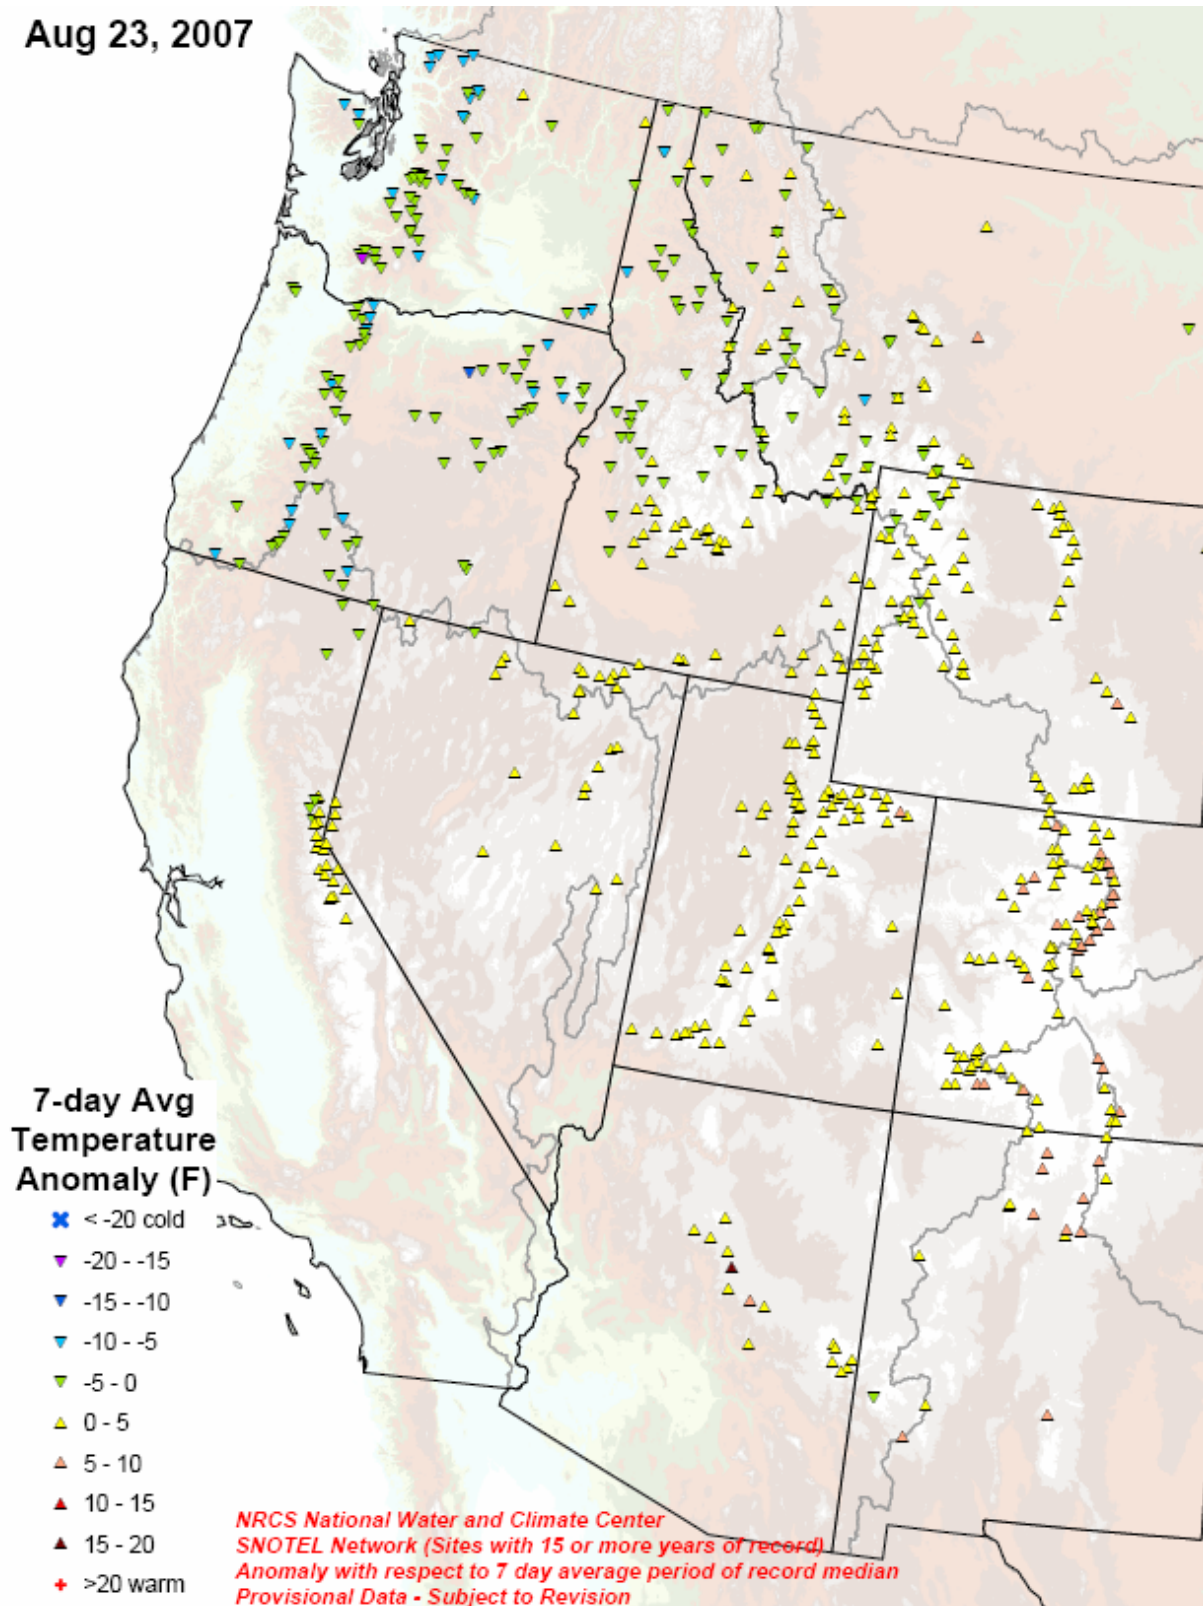 Aug 23, 2007
7-day Avg
Temperature
Anomaly (F)
< -20 cold
-20 - -15
-15 - -10
-10 - -5
-5 - 0
0 - 5
5 - 10
10 - 15
15 - 20
>20 warm
NRCS National Water and Climate Center
SNOTEL Network (Sites with 15 or more years of record)
Anomaly with respect to 7 day average period of record median
Provisional Data - Subject to Revision